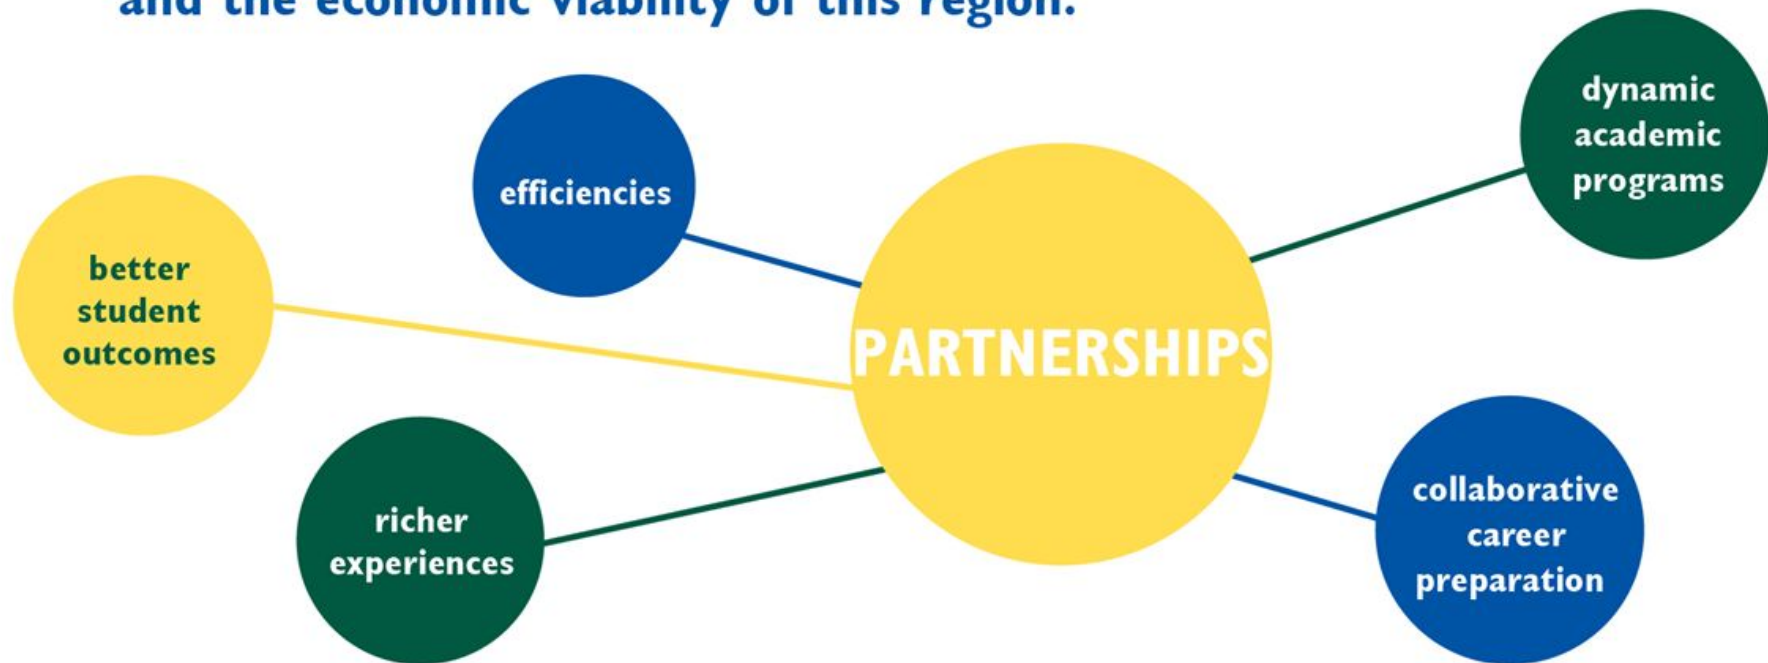 and the economic viability of this region.
efficiencies
dynamic
academic
programs
better
student
outcomes
PARTNERSHIPS
richer
experiences
collaborative
career
preparation